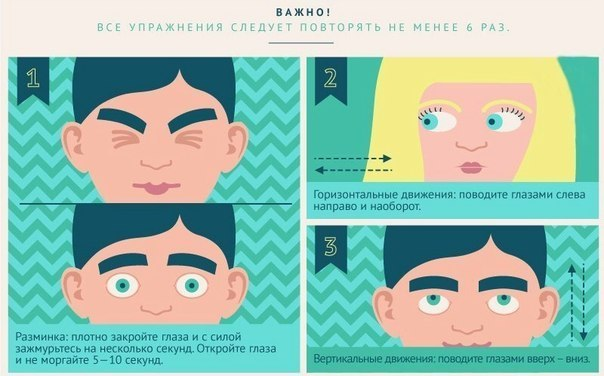 ВАЖНО!
ВСЕ УПРАЖНЕНИЯ СЛЕДУЕТ ПОВТОРЯТЬ НЕ МЕНЕЕ 6 РАЗ.
1
Разминка: плотно закройте глаза и с силой
зажмурьтесь на несколько секунд. Откройте глаза
и не моргайте 5—10 секунд.
2
Горизонтальные движения: поводите глазами слева
направо и наоборот.
3
Вертикальные движения: поводите глазами вверх – вниз.